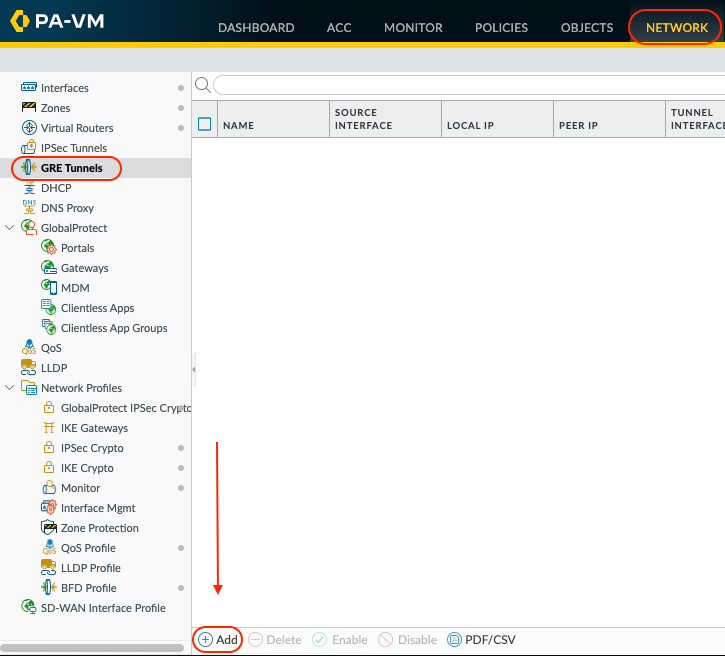 PA-VM
DASHBOARD ACC MONITOR POLICIES OBJECTS NETWORK
Interfaces
Zones
Virtual Routers
IPSec Tunnels
GRE Tunnels
DHCP
DNS
DNS Proxy
GlobalProtect
Portals
Gateways
MDM
Clientless Apps
Clientless App Groups
QoS
QoS
LLDP
Network Profiles
GlobalProtect IPSec Crypto
IKE Gateways
IPSec Crypto
IKE Crypto
Monitor
Interface Mgmt
Zone Protection
QoS
QoS Profile
LLDP Profile
BFD Profile
SD-WAN Interface Profile
NAME
SOURCE
INTERFACE
LOCAL IP
PEER IP
TUNNEL
INTERFACE
Add Delete Enable Disable PDF/CSV